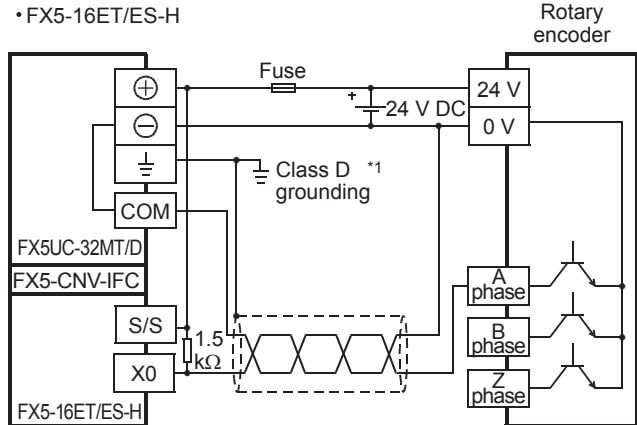 • FX5-16ET/ES-H
Rotary
encoder
Fuse
+
24 V DC
24 V
0 V
Class D *1
grounding
COM
FX5UC-32MT/D
FX5-CNV-IFC
S/S
1.5
kΩ
X0
FX5-16ET/ES-H
A
phase
B
phase
Z
phase